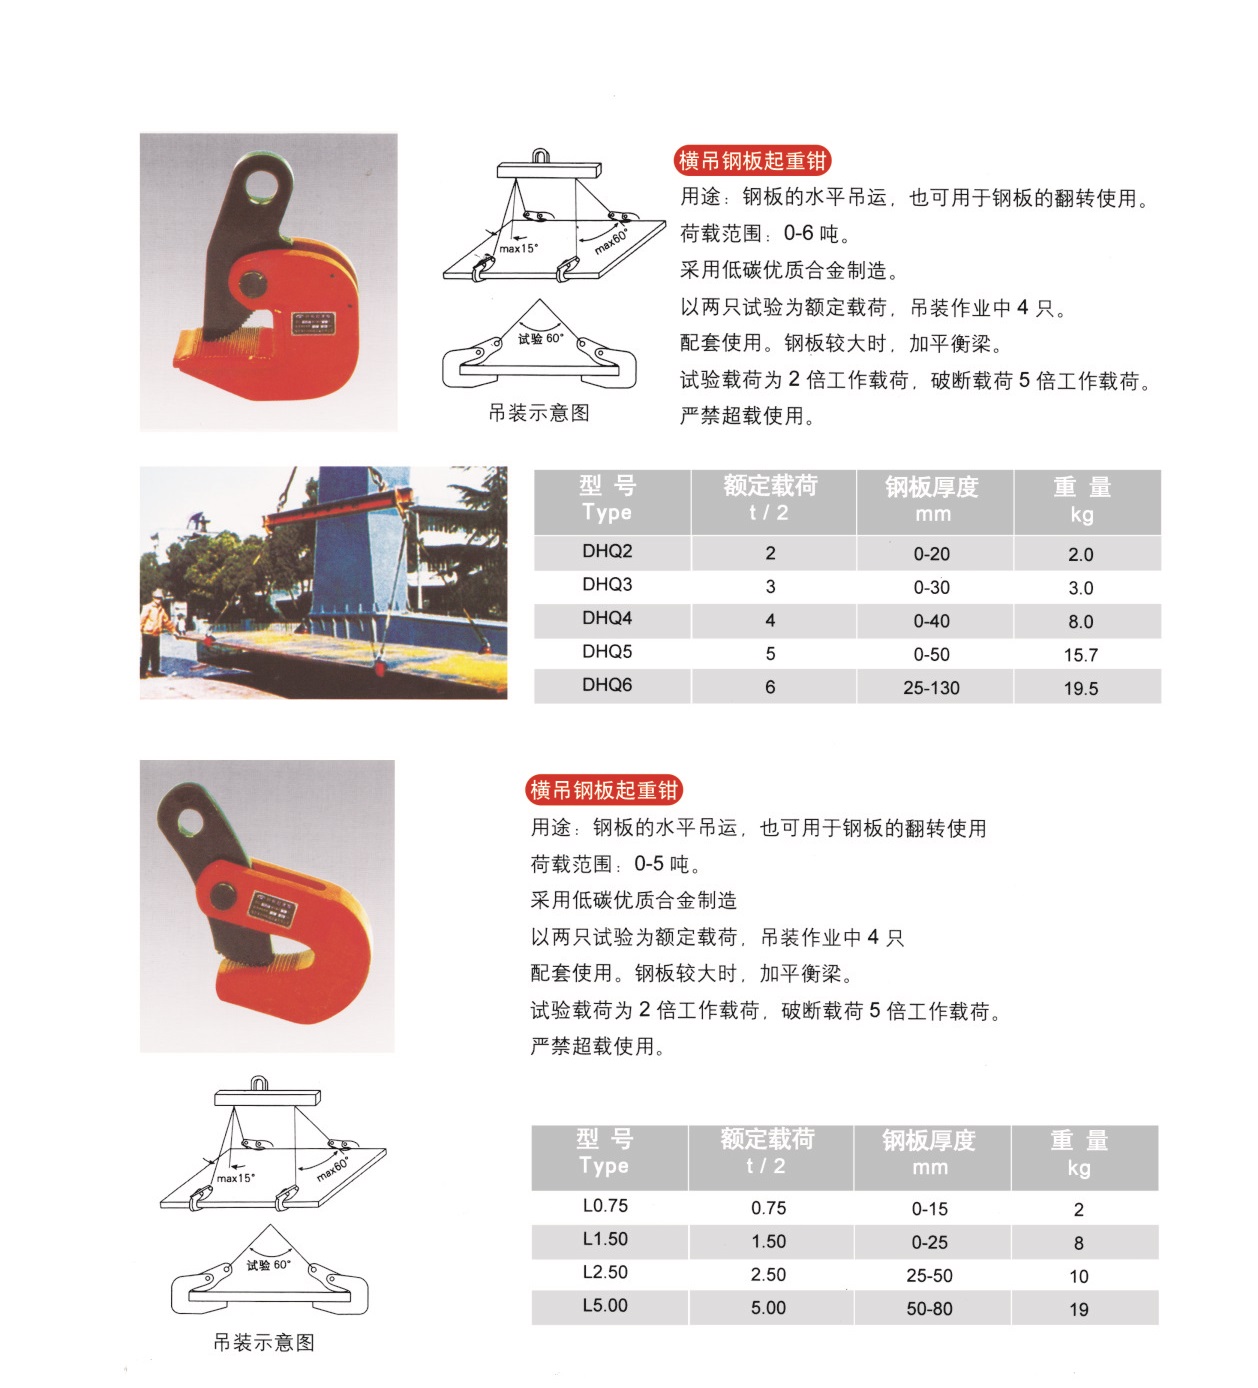 横吊钢板起重钳
用途：钢板的水平吊运，也可用于钢板的翻转使用。
荷载范围：0-6 吨。
采用低碳优质合金制造。
以两只试验为额定载荷，吊装作业中 4 只。
配套使用。钢板较大时，加平衡梁。
试验载荷为 2 倍工作载荷，破断载荷 5 倍工作载荷。
严禁超载使用。
max15°
max60°
试验 60°
吊装示意图
型 号 额定载荷 钢板厚度 重 量
Type t / 2 mm kg
DHQ2 2 0-20 2.0
DHQ3 3 0-30 3.0
DHQ4 4 0-40 8.0
DHQ5 5 0-50 15.7
DHQ6 6 25-130 19.5
横吊钢板起重钳
用途：钢板的水平吊运，也可用于钢板的翻转使用
荷载范围：0-5 吨。
采用低碳优质合金制造
以两只试验为额定载荷，吊装作业中 4 只
配套使用。钢板较大时，加平衡梁。
试验载荷为 2 倍工作载荷，破断载荷 5 倍工作载荷。
严禁超载使用。
max15°
max60°
试验 60°
吊装示意图
型 号 额定载荷 钢板厚度 重 量
Type t / 2 mm kg
L0.75 0.75 0-15 2
L1.50 1.50 0-25 8
L2.50 2.50 25-50 10
L5.00 5.00 50-80 19